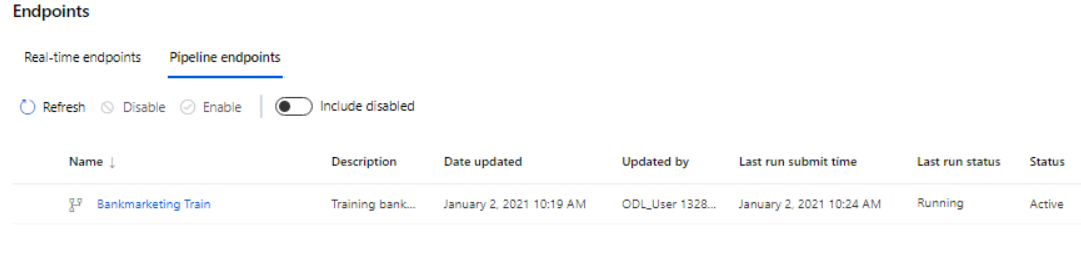 Endpoints
Real-time endpoints Pipeline endpoints
Refresh Disable Enable Include disabled
Name ↓ Description Date updated Updated by Last run submit time Last run status Status
Bankmarketing Train Training bank... January 2, 2021 10:19 AM ODL_User 1328... January 2, 2021 10:24 AM Running Active